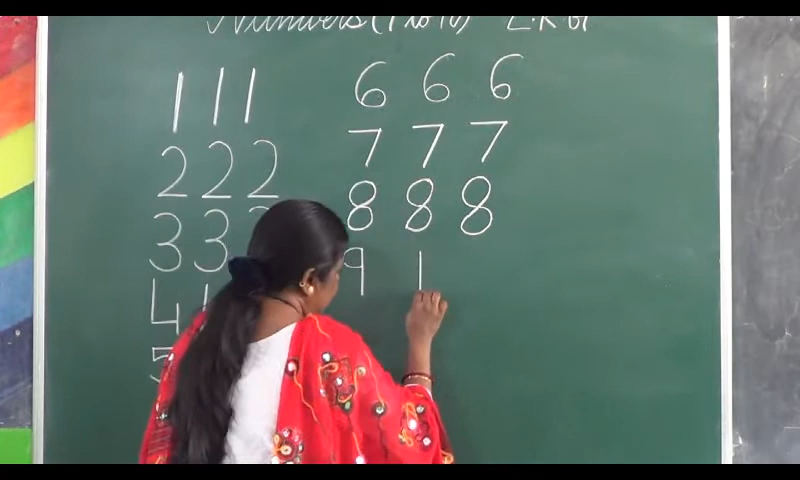 Numbers (1 to 10) L.K.G
1 1 1
2 2 2
3 3 3
4
5
6 6 6
7 7 7
8 8 8
9 1